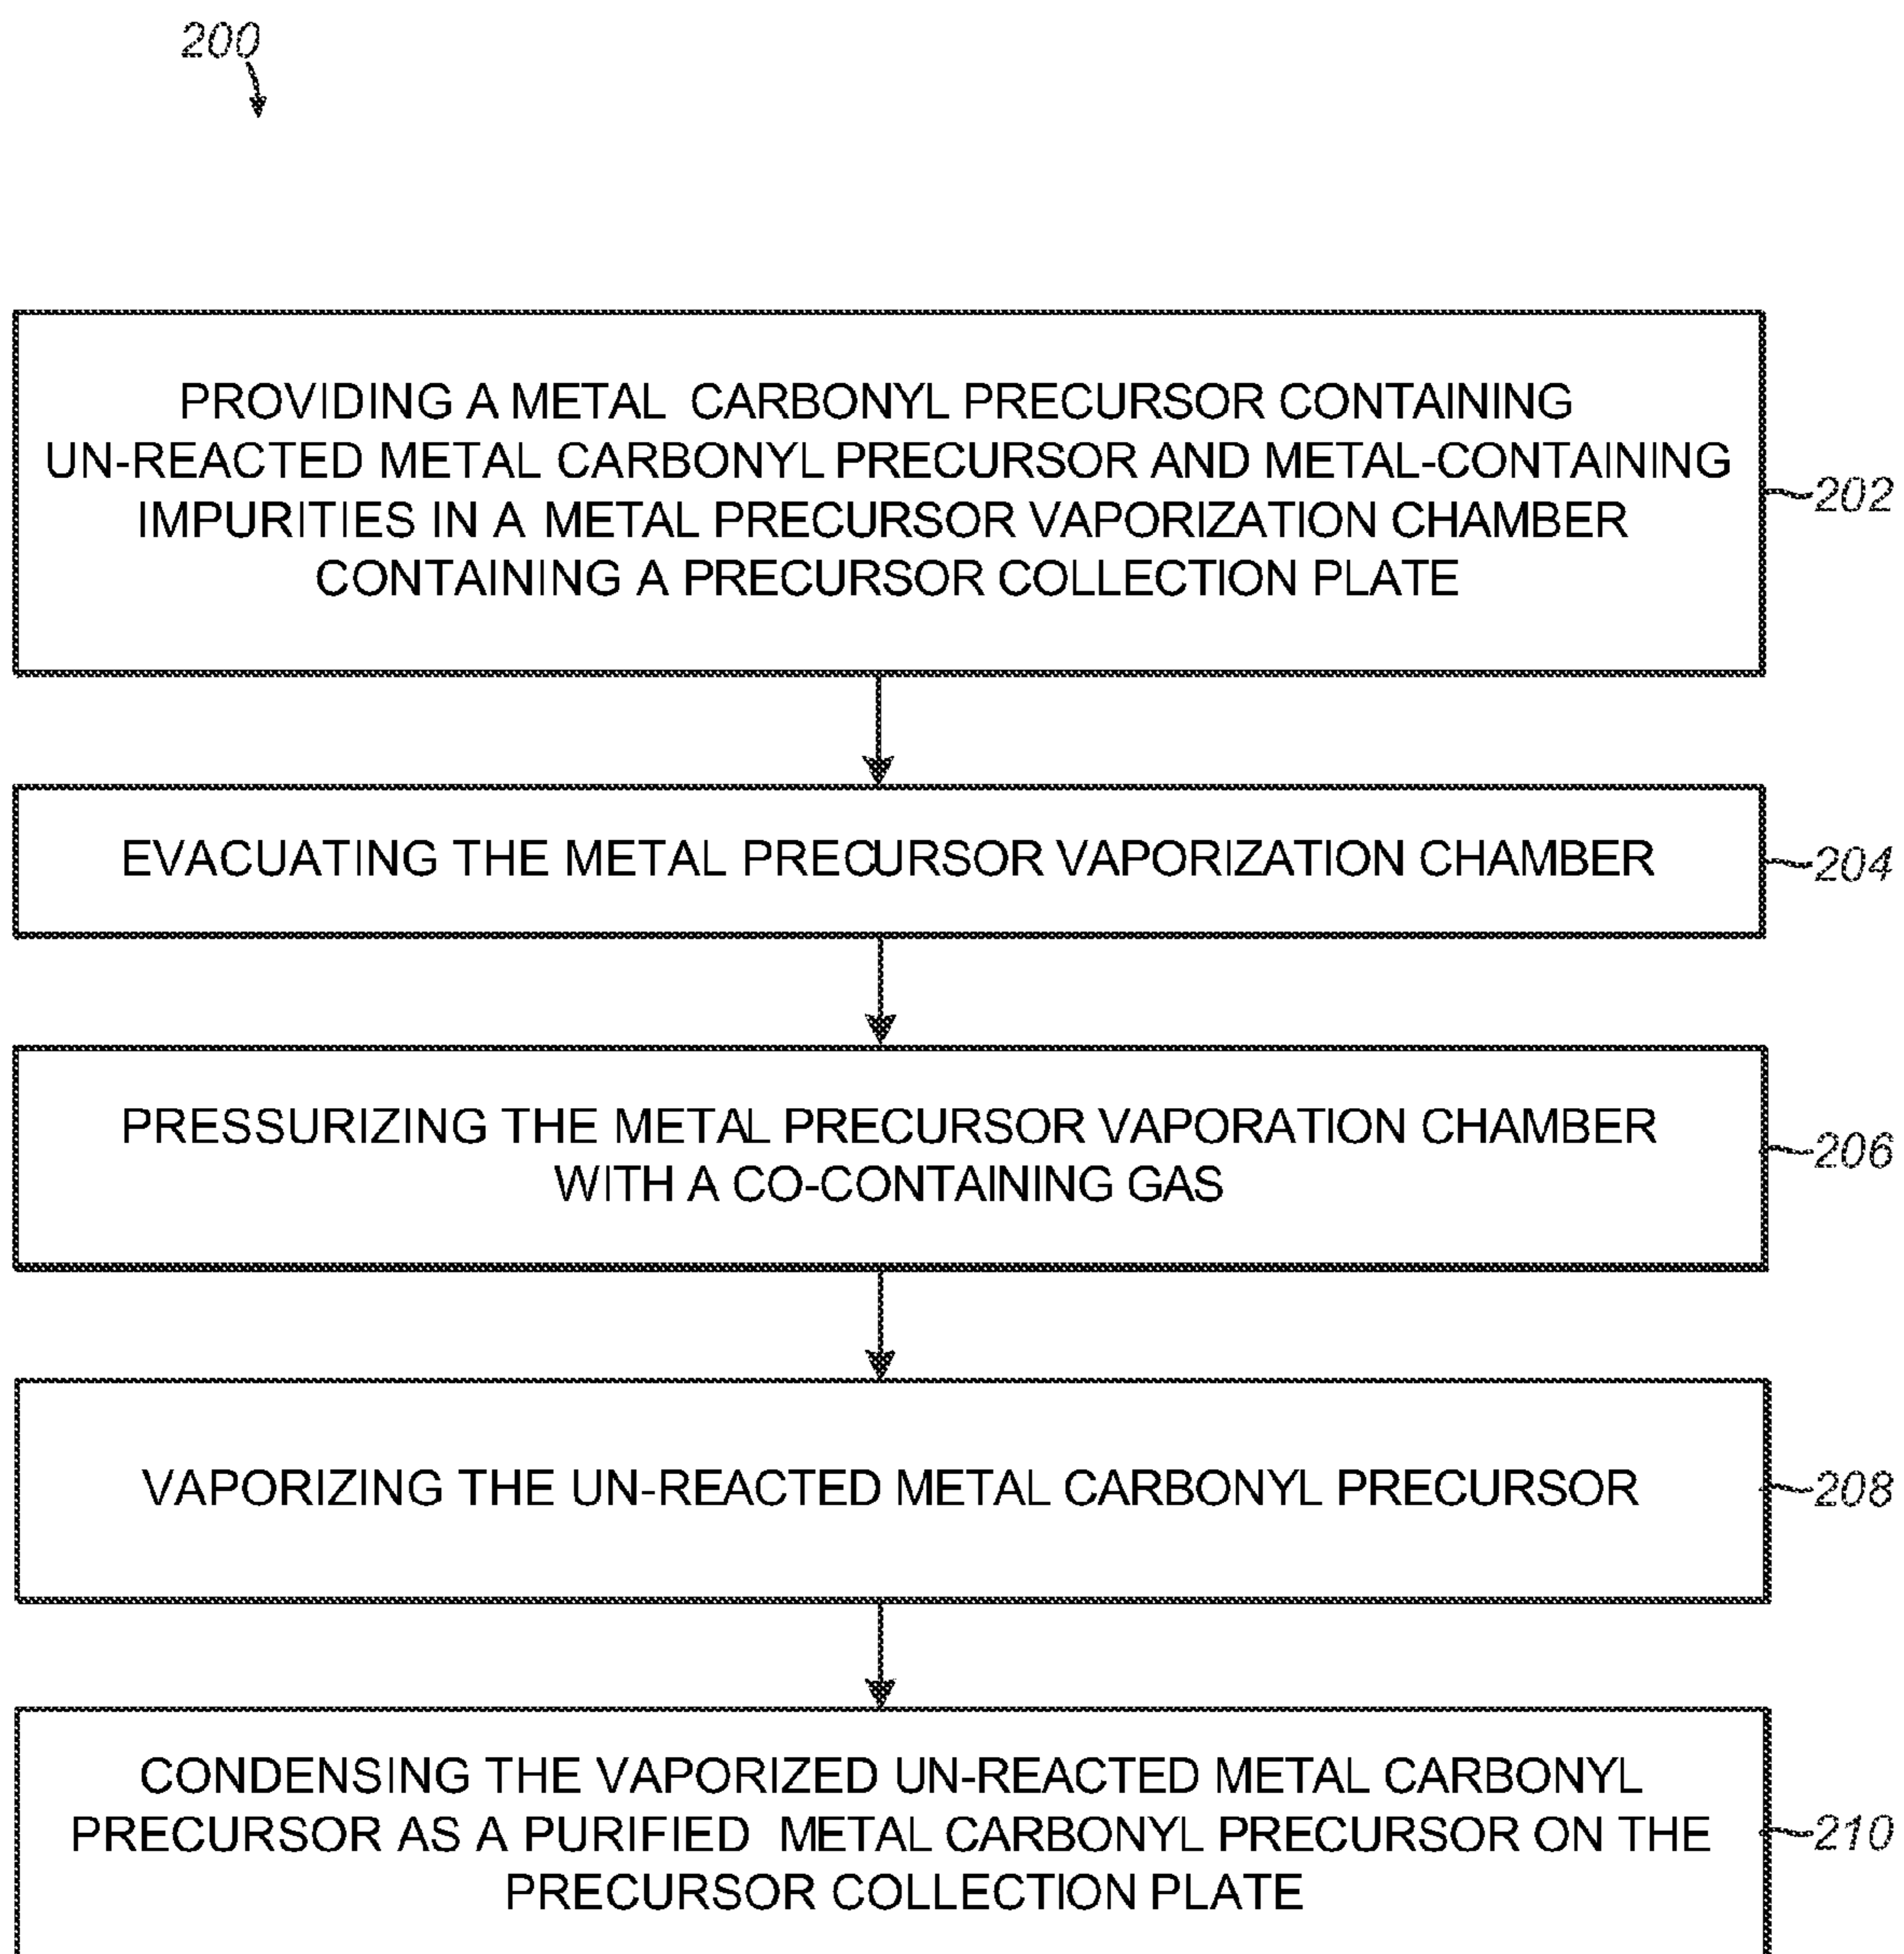 200
PROVIDING A METAL CARBONYL PRECURSOR CONTAINING
UN-REACTED METAL CARBONYL PRECURSOR AND METAL-CONTAINING
IMPURITIES IN A METAL PRECURSOR VAPORIZATION CHAMBER
CONTAINING A PRECURSOR COLLECTION PLATE
202
EVACUATING THE METAL PRECURSOR VAPORIZATION CHAMBER
204
PRESSURIZING THE METAL PRECURSOR VAPORATION CHAMBER
WITH A CO-CONTAINING GAS
206
VAPORIZING THE UN-REACTED METAL CARBONYL PRECURSOR
208
CONDENSING THE VAPORIZED UN-REACTED METAL CARBONYL
PRECURSOR AS A PURIFIED METAL CARBONYL PRECURSOR ON THE
PRECURSOR COLLECTION PLATE
210